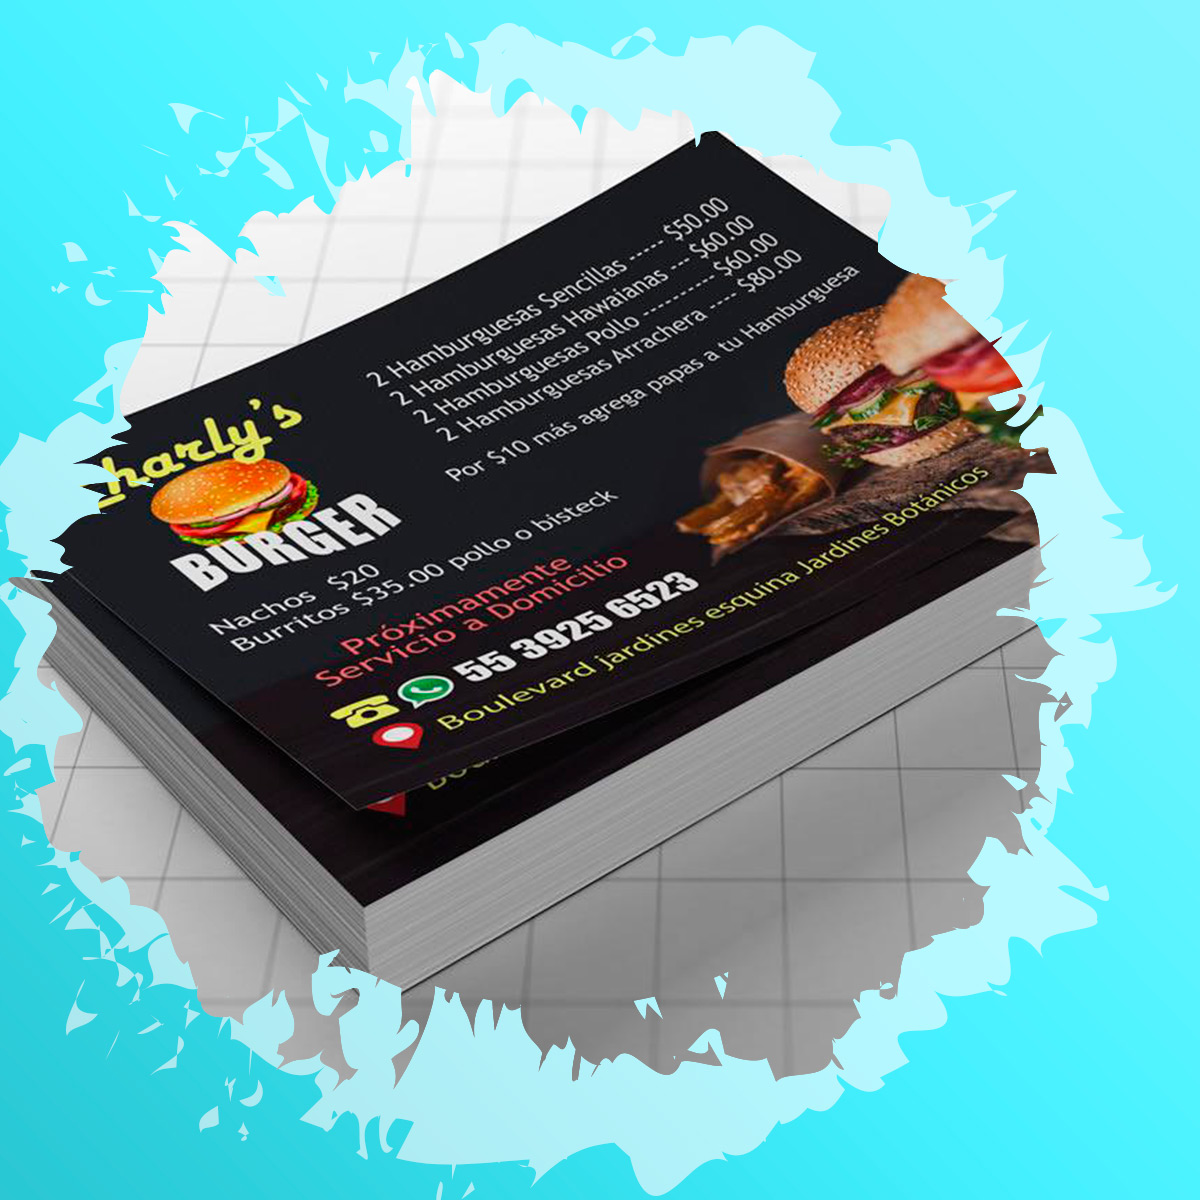 2 Hamburguesas Sencillas ----- $50.00
2 Hamburguesas Hawaianas --- $60.00
2 Hamburguesas Pollo ---------- $60.00
2 Hamburguesas Arrachera ---- $80.00
Por $10 más agrega papas a tu Hamburguesa
harly's
BURGER
Nachos $20
Burritos $35.00 pollo o bisteck
Próximamente
Servicio a Domicilio
55 3925 6523
Boulevard jardines esquina Jardines Botánicos